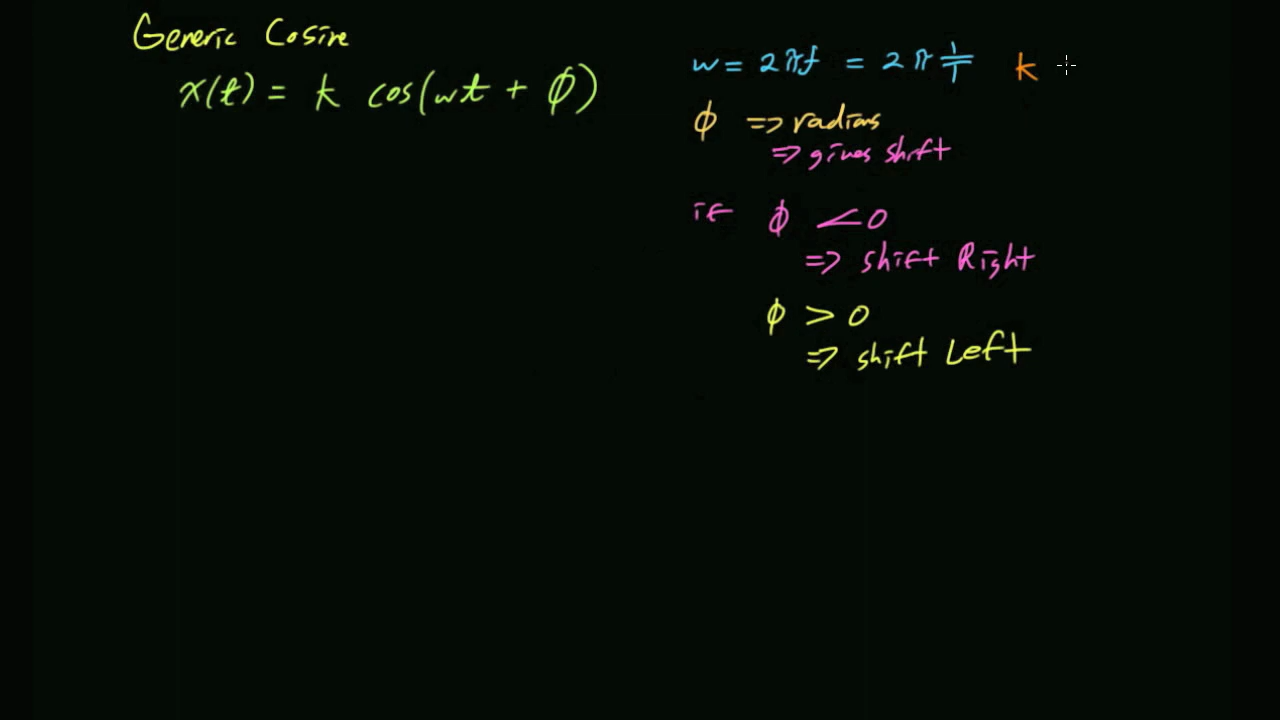 Generic Cosine
x(t) = k cos(wt + ϕ)
w = 2πf = 2π 1/T k
ϕ => radians
=> gives shift
if ϕ < 0
=> shift Right
ϕ > 0
=> shift Left